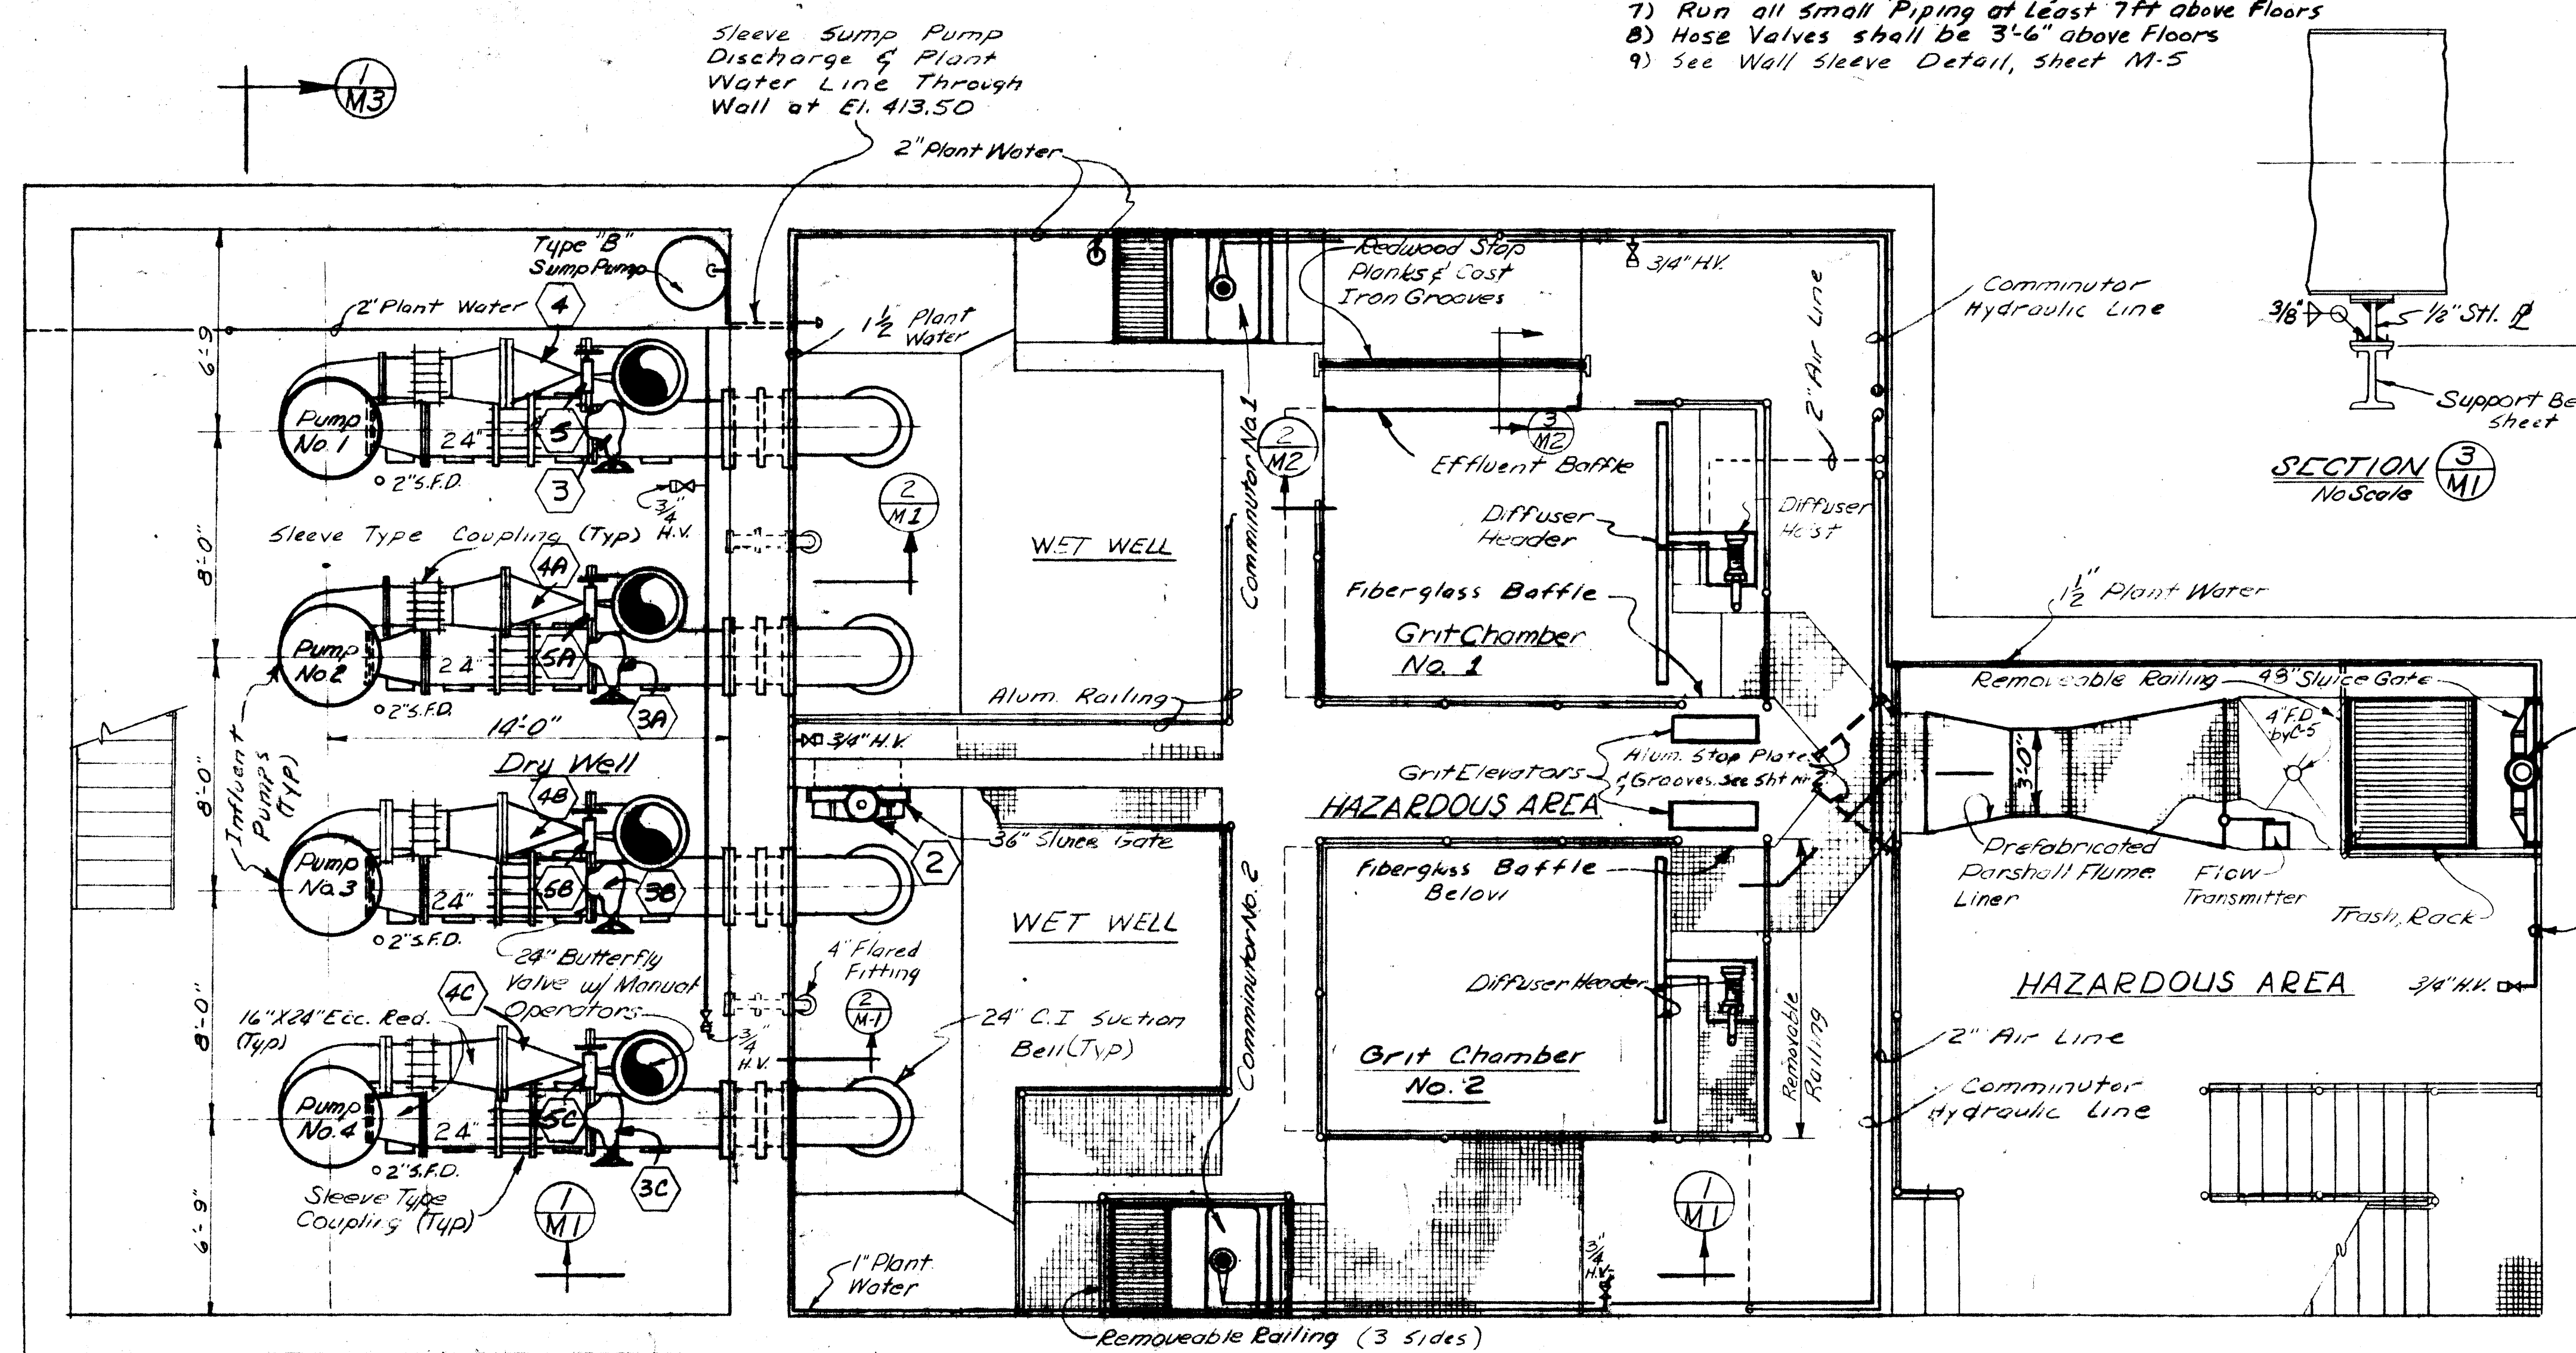 7) Run all Small Piping at Least 7ft above Floors
8) Hose Valves shall be 3'-6" above Floors
9) See Wall Sleeve Detail, Sheet M-5
1
M3
Sleeve Sump Pump
Discharge & Plant
Water Line Through
Wall at El. 413.50
2" Plant Water
Type "B"
Sump Pump
2" Plant Water
4
1½ Plant
Water
Redwood Stop
Planks & Cast
Iron Grooves
3/4" H.V.
2" Air Line
Comminutor
Hydraulic Line
3/8
1/2" Stl. PL
Support Be
Sheet
SECTION
3
M1
No Scale
6'-9
8'-0"
8'-0"
8'-0"
6'-9"
Pump
No. 1
24"
5
3
2" S.F.D.
3/4"
H.V.
Sleeve Type Coupling (Typ)
4A
Pump
No. 2
24"
5A
3A
2" S.F.D.
14'-0"
Dry Well
Influent
Pumps
(Typ)
4B
Pump
No. 3
24"
5B
3B
2" S.F.D.
24" Butterfly
Valve w/ Manual
Operators
4C
16"X24" Ecc. Red.
(Typ)
Pump
No. 4
24"
5C
3C
2" S.F.D.
Sleeve Type
Coupling (Typ)
3/4"
H.V.
1
M1
2
M1
WET WELL
Comminutor No. 1
2
M2
3
M2
Effluent Baffle
Diffuser
Header
Diffuser
Hoist
Fiberglass Baffle
Grit Chamber
No. 1
Alum. Railing
3/4" H.V.
Grit Elevators
Alum. Stop Plate
& Grooves. See Sht
HAZARDOUS AREA
36" Sluice Gate
2
WET WELL
4" Flared
Fitting
2
M-1
24" C.I Suction
Bell (Typ)
Comminutor No. 2
Fiberglass Baffle
Below
Diffuser Header
Grit Chamber
No. 2
Removable
Railing
1" Plant
Water
Removeable Railing (3 Sides)
3/4"
H.V.
1
M1
1½" Plant Water
Removeable Railing
48" Sluice Gate
4" F.D.
by C-5
3'-0"
Prefabricated
Parshall Flume
Liner
Flow
Transmitter
Trash Rack
HAZARDOUS AREA
3/4" H.V.
2" Air Line
Comminutor
Hydraulic Line